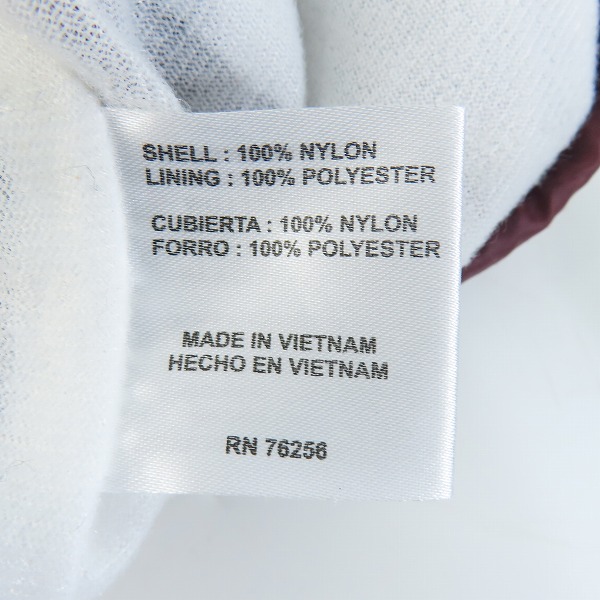 SHELL : 100% NYLON
LINING : 100% POLYESTER
CUBIERTA : 100% NYLON
FORRO : 100% POLYESTER
MADE IN VIETNAM
HECHO EN VIETNAM
RN 76256